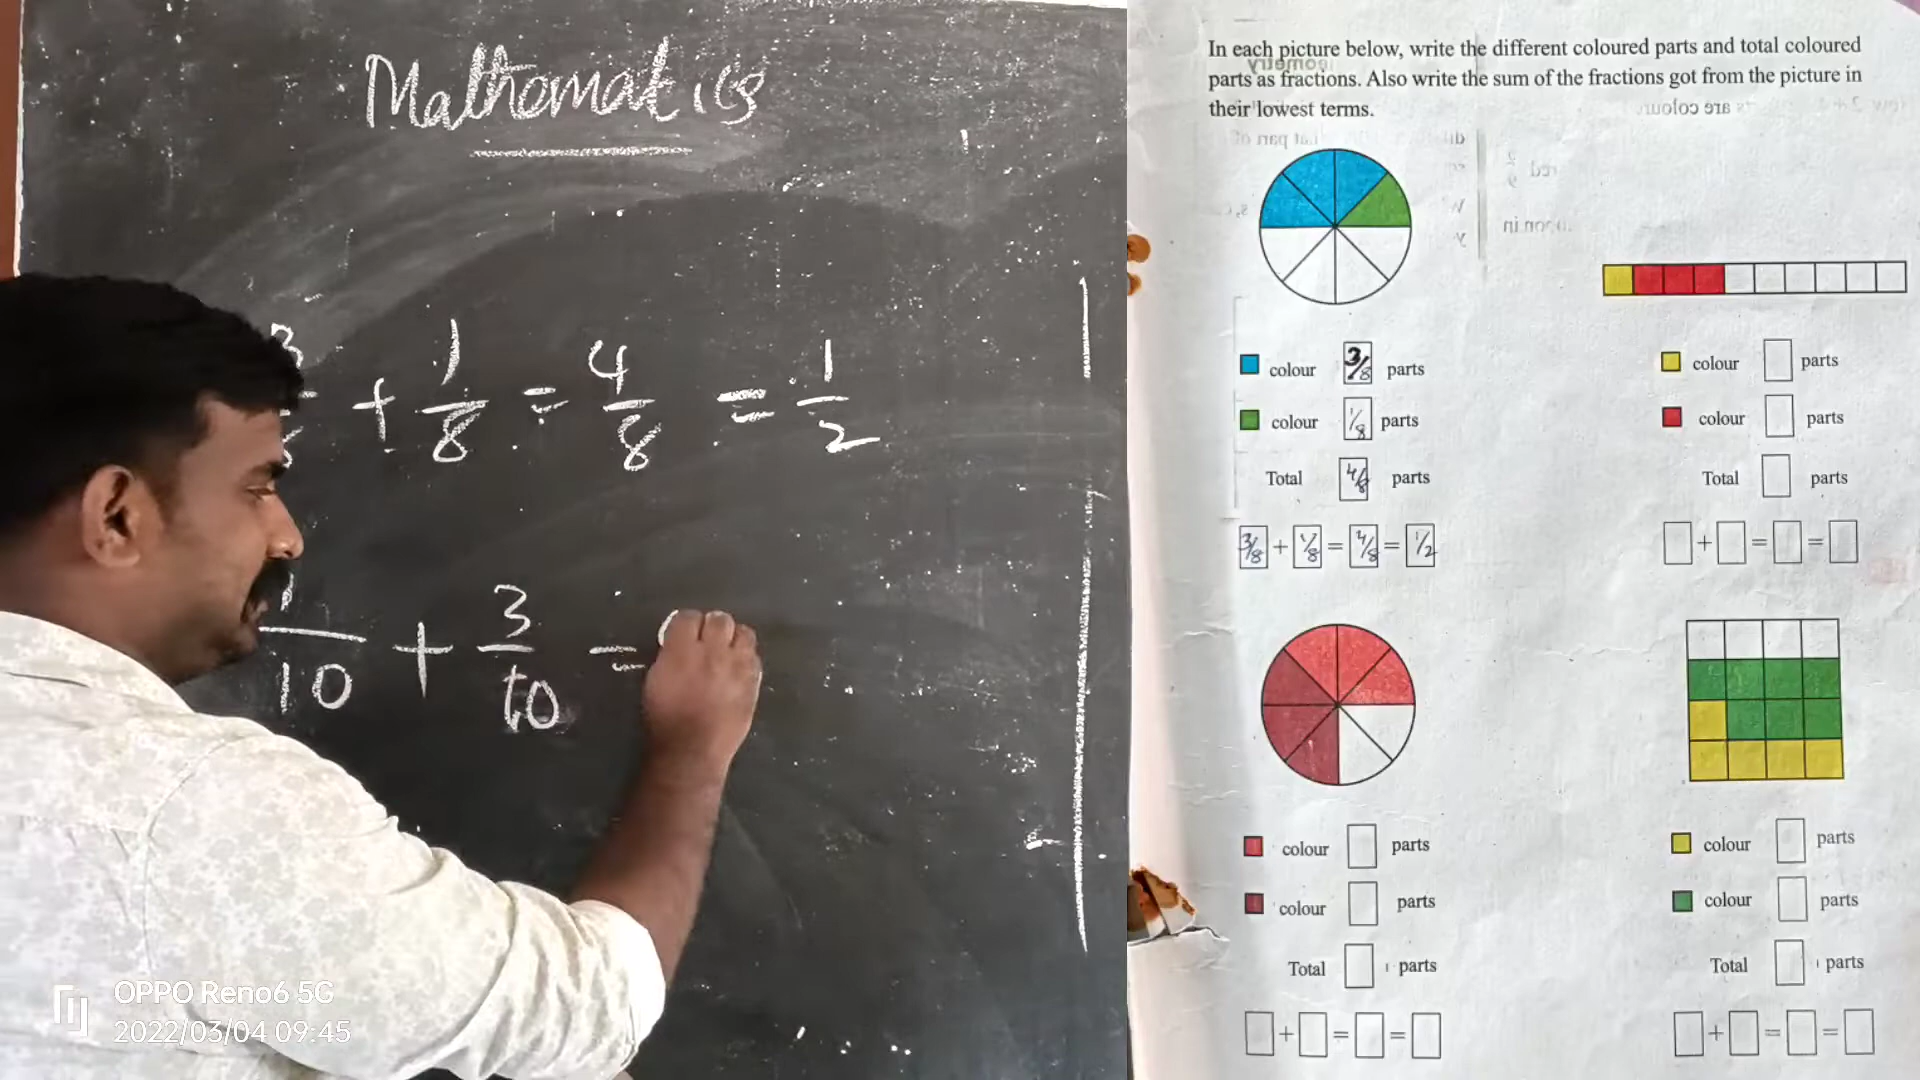 Mathematics
3/8 + 1/8 = 4/8 = 1/2
1/10 + 3/10 =
OPPO Reno6 5G
2022/03/04 09:45
In each picture below, write the different coloured parts and total coloured
parts as fractions. Also write the sum of the fractions got from the picture in
their lowest terms.
colour 3/8 parts
colour 1/8 parts
Total 4/8 parts
3/8 + 1/8 = 4/8 = 1/2
colour parts
colour parts
Total parts
+ = =
colour parts
colour parts
Total parts
+ = =
colour parts
colour parts
Total parts
+ = =